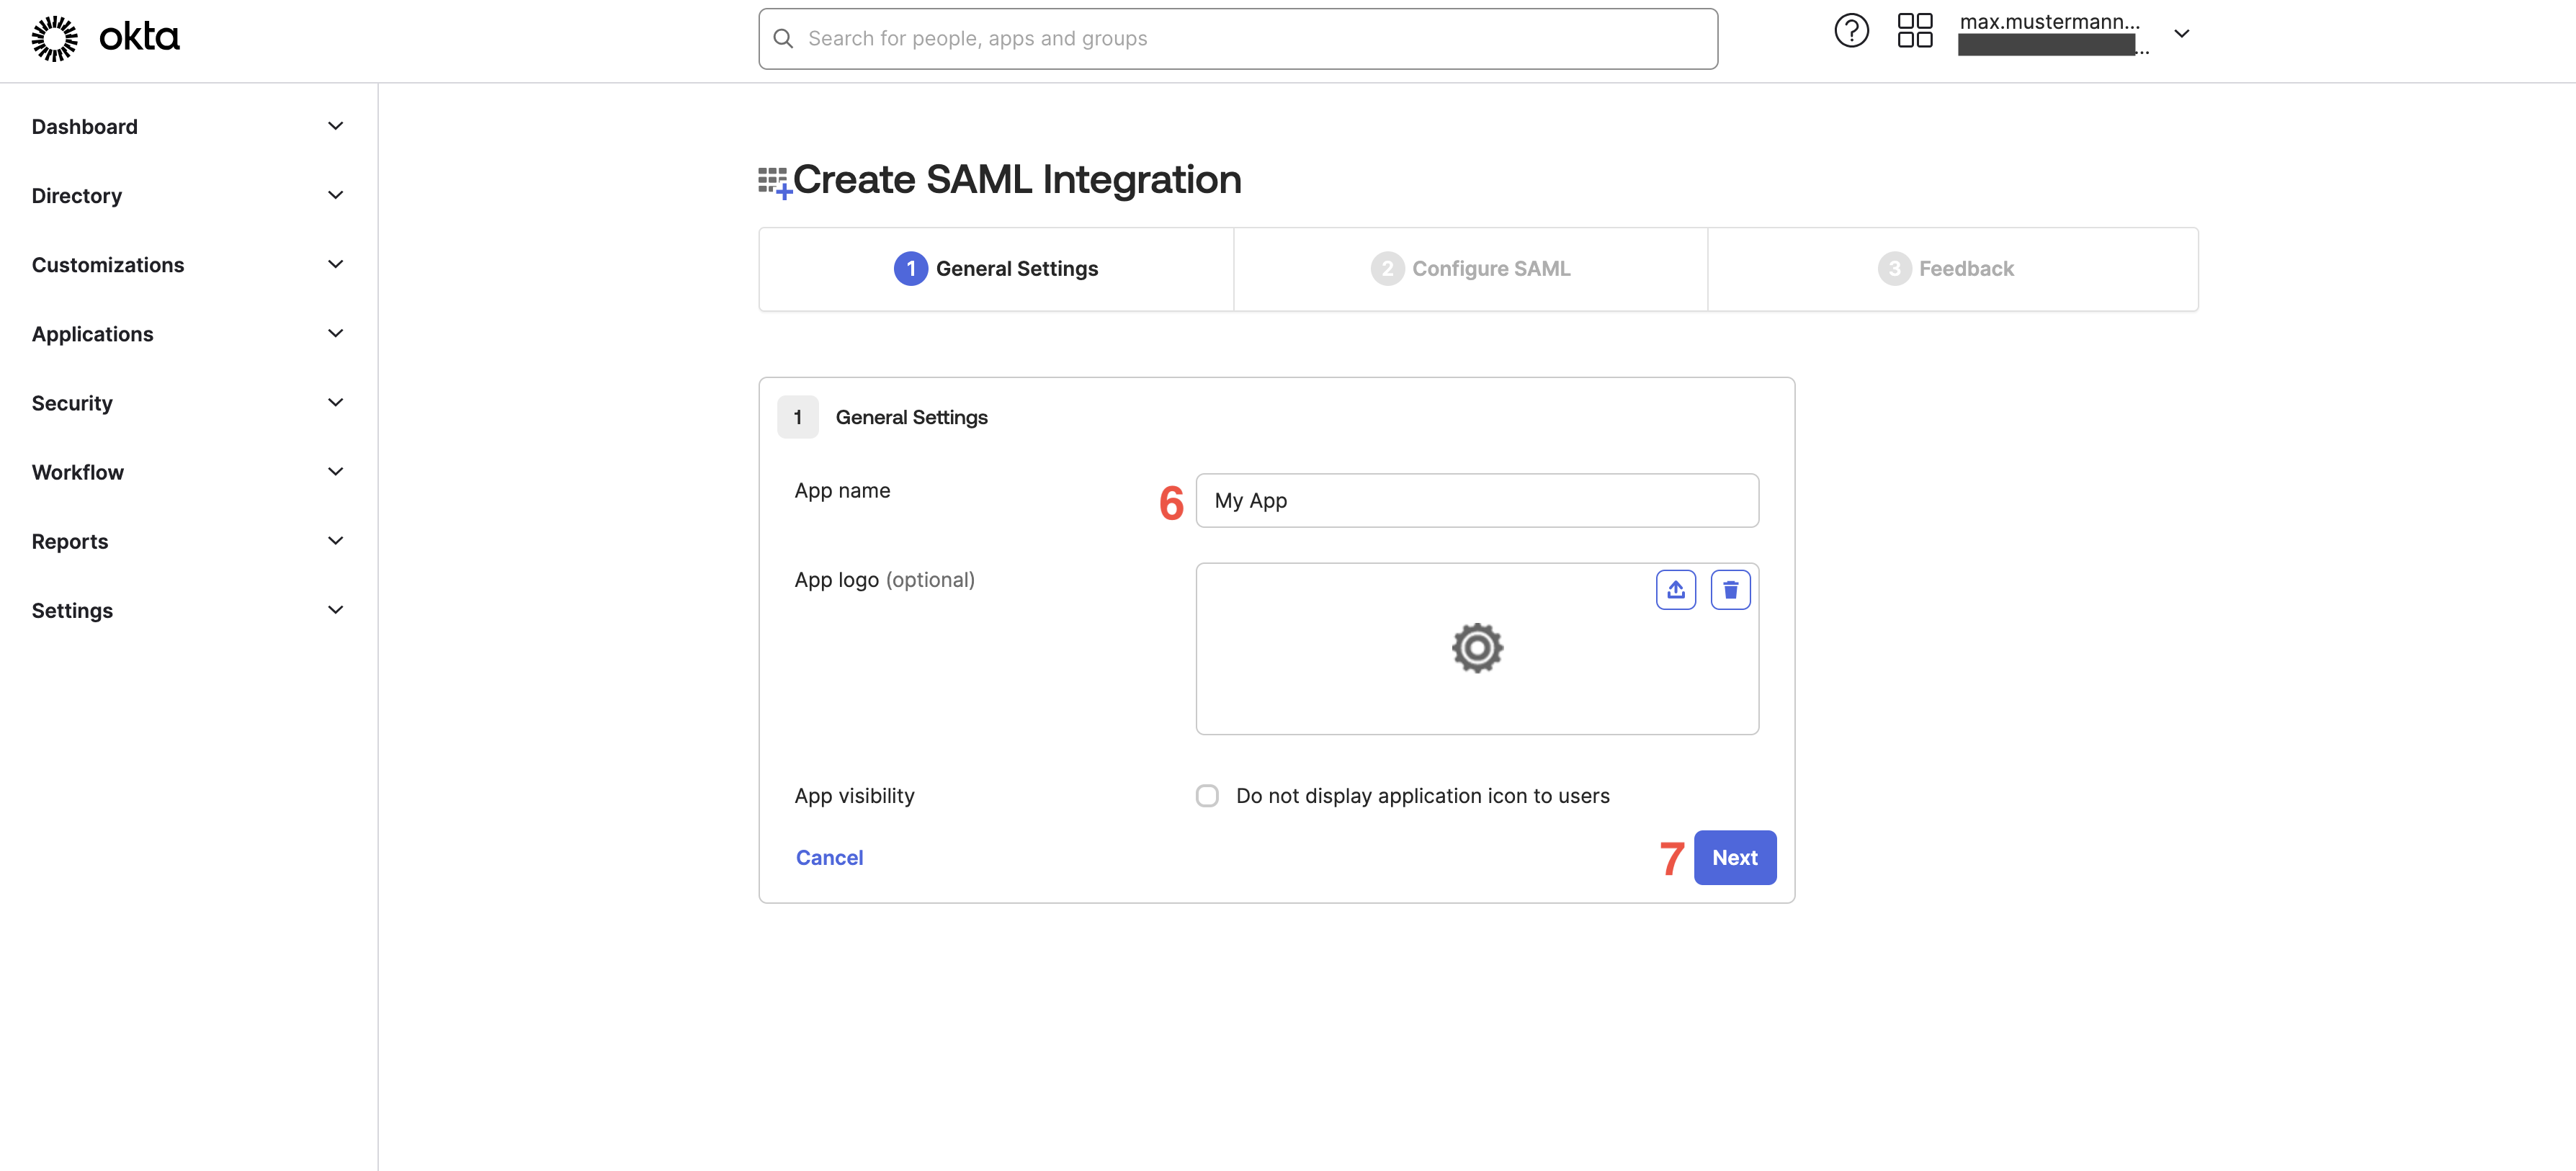 okta
Search for people, apps and groups
max.mustermann...
...
Dashboard
Directory
Customizations
Applications
Security
Workflow
Reports
Settings
Create SAML Integration
1 General Settings
2 Configure SAML
3 Feedback
1 General Settings
App name
6 My App
App logo (optional)
App visibility
Do not display application icon to users
Cancel
7 Next